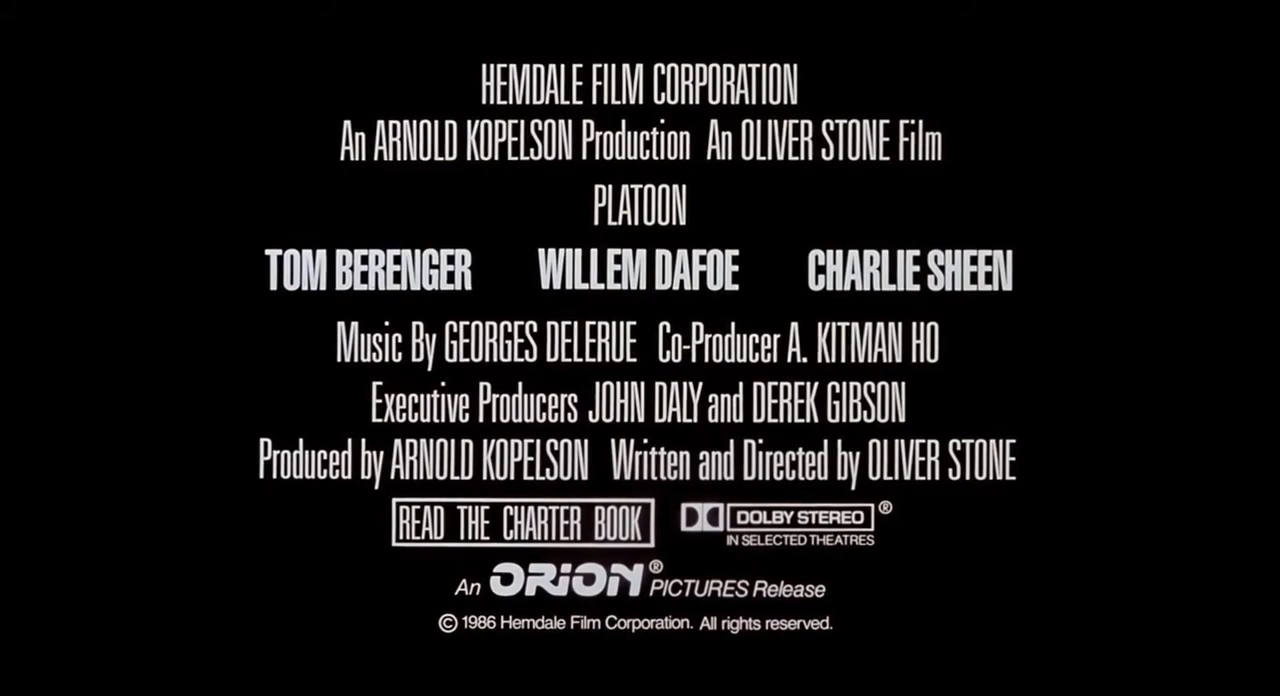 HEMDALE FILM CORPORATION
An ARNOLD KOPELSON Production An OLIVER STONE Film
PLATOON
TOM BERENGER WILLEM DAFOE CHARLIE SHEEN
Music By GEORGES DELERUE Co-Producer A. KITMAN HO
Executive Producers JOHN DALY and DEREK GIBSON
Produced by ARNOLD KOPELSON Written and Directed by OLIVER STONE
READ THE CHARTER BOOK DOLBY STEREO ®
IN SELECTED THEATRES
An ORION ® PICTURES Release
© 1986 Hemdale Film Corporation. All rights reserved.